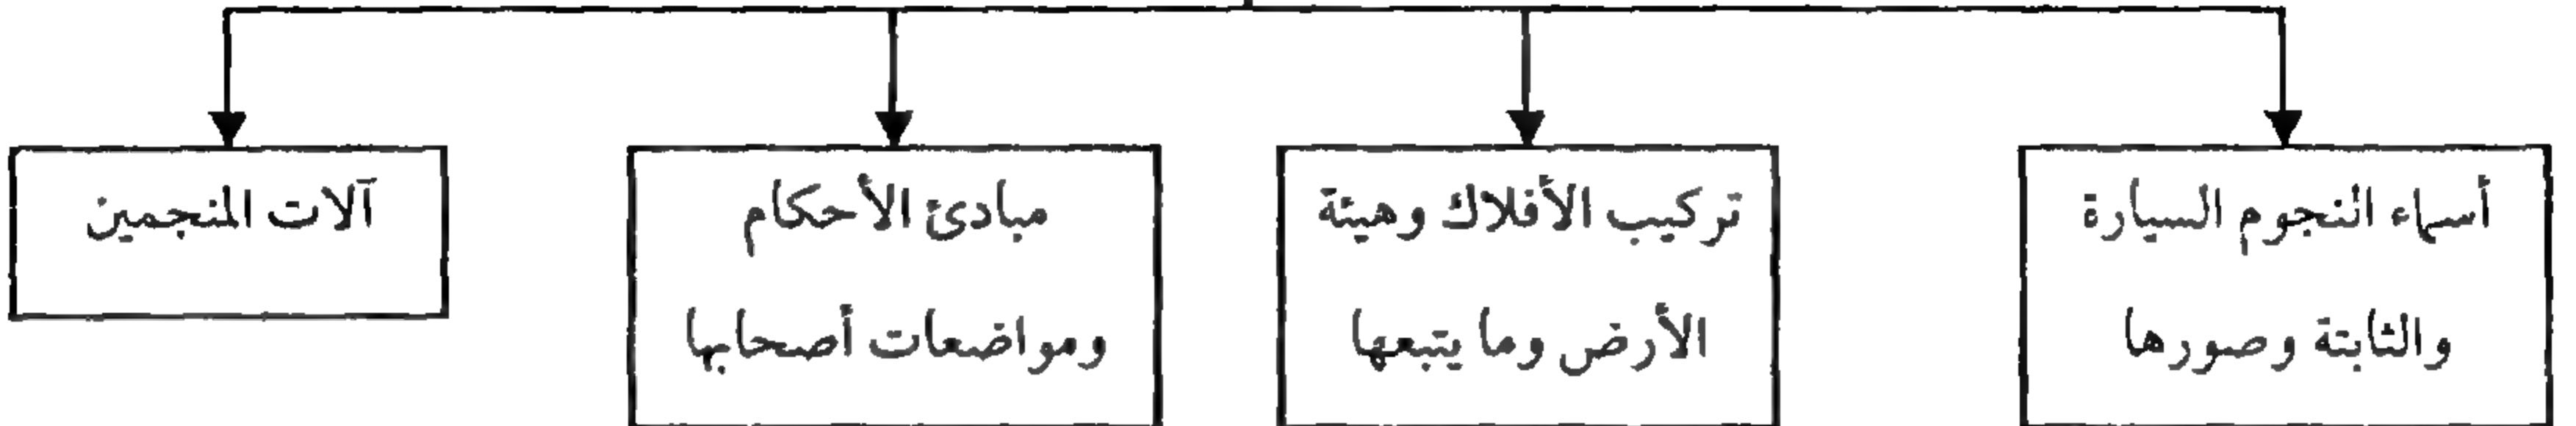 أسماء النجوم السيارة
والثابتة وصورها
تركيب الأفلاك وهيئة
الأرض وما يتبعها
مبادئ الأحكام
ومواضعات أصحابها
آلات المنجمين